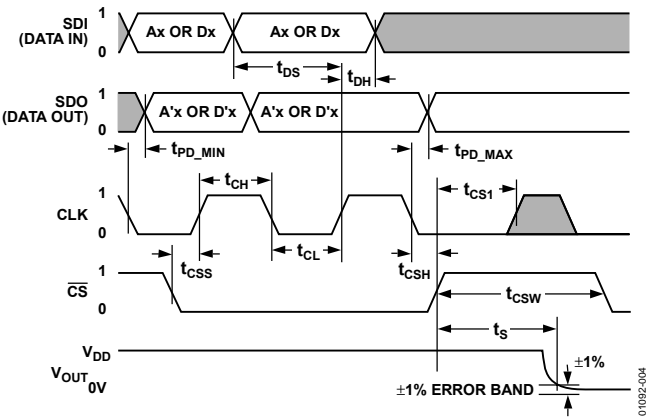 SDI
(DATA IN)
1
0
Ax OR Dx
Ax OR Dx
tDS
tDH
SDO
(DATA OUT)
1
0
A'x OR D'x
A'x OR D'x
tPD_MIN
tPD_MAX
CLK
1
0
tCH
tCL
tCS1
tCSS
tCSH
CS
1
0
tCSW
tS
VDD
VOUT
0V
±1%
±1% ERROR BAND
01092-004